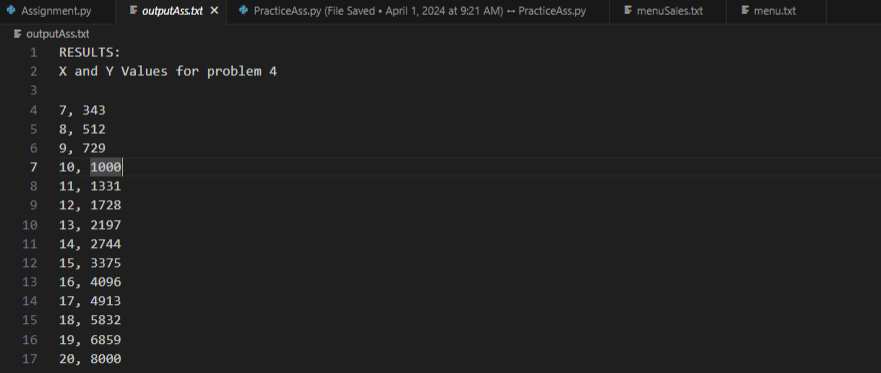 Assignment.py outputAss.txt PracticeAss.py (File Saved • April 1, 2024 at 9:21 AM) ↔ PracticeAss.py menuSales.txt menu.txt
outputAss.txt
1 RESULTS:
2 X and Y Values for problem 4
3
4 7, 343
5 8, 512
6 9, 729
7 10, 1000
8 11, 1331
9 12, 1728
10 13, 2197
11 14, 2744
12 15, 3375
13 16, 4096
14 17, 4913
15 18, 5832
16 19, 6859
17 20, 8000